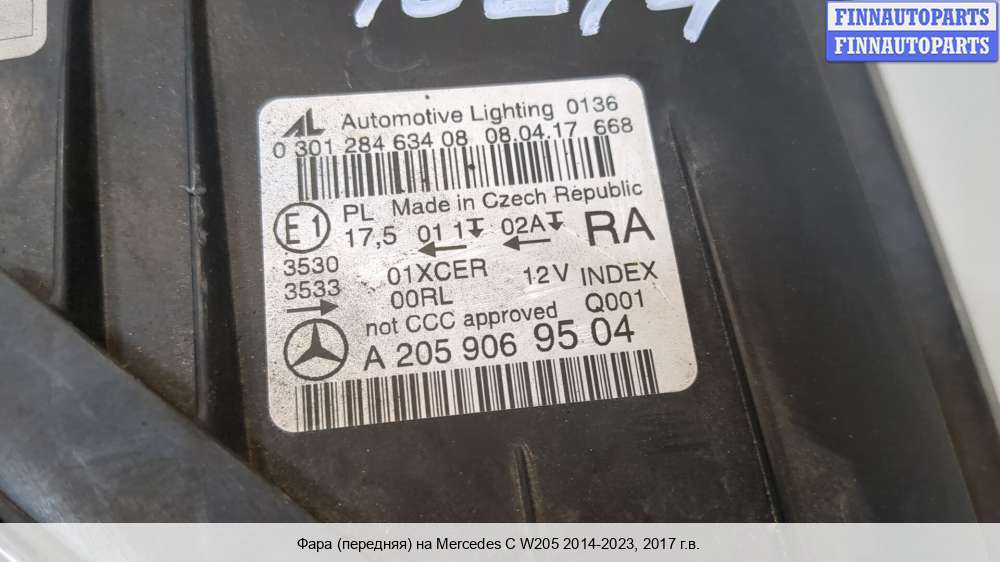 FINNAUTOPARTS
FINNAUTOPARTS
AL Automotive Lighting 0136
0 301 284 634 08 08.04.17 668
E1 PL Made in Czech Republic
17,5 01 1 02A RA
3530 01XCER 12V INDEX
3533 00RL Q001
not CCC approved
A 205 906 95 04
Фара (передняя) на Mercedes C W205 2014-2023, 2017 г.в.